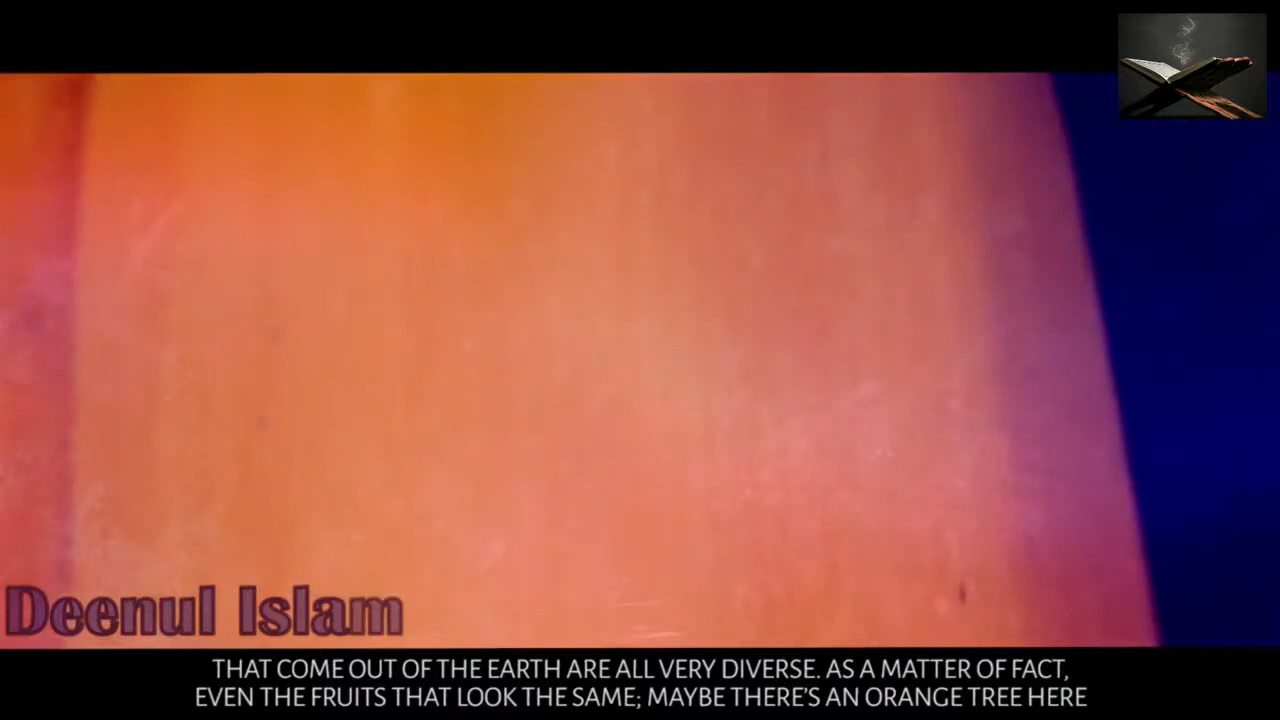 Deenul Islam
THAT COME OUT OF THE EARTH ARE ALL VERY DIVERSE. AS A MATTER OF FACT,
EVEN THE FRUITS THAT LOOK THE SAME; MAYBE THERE'S AN ORANGE TREE HERE